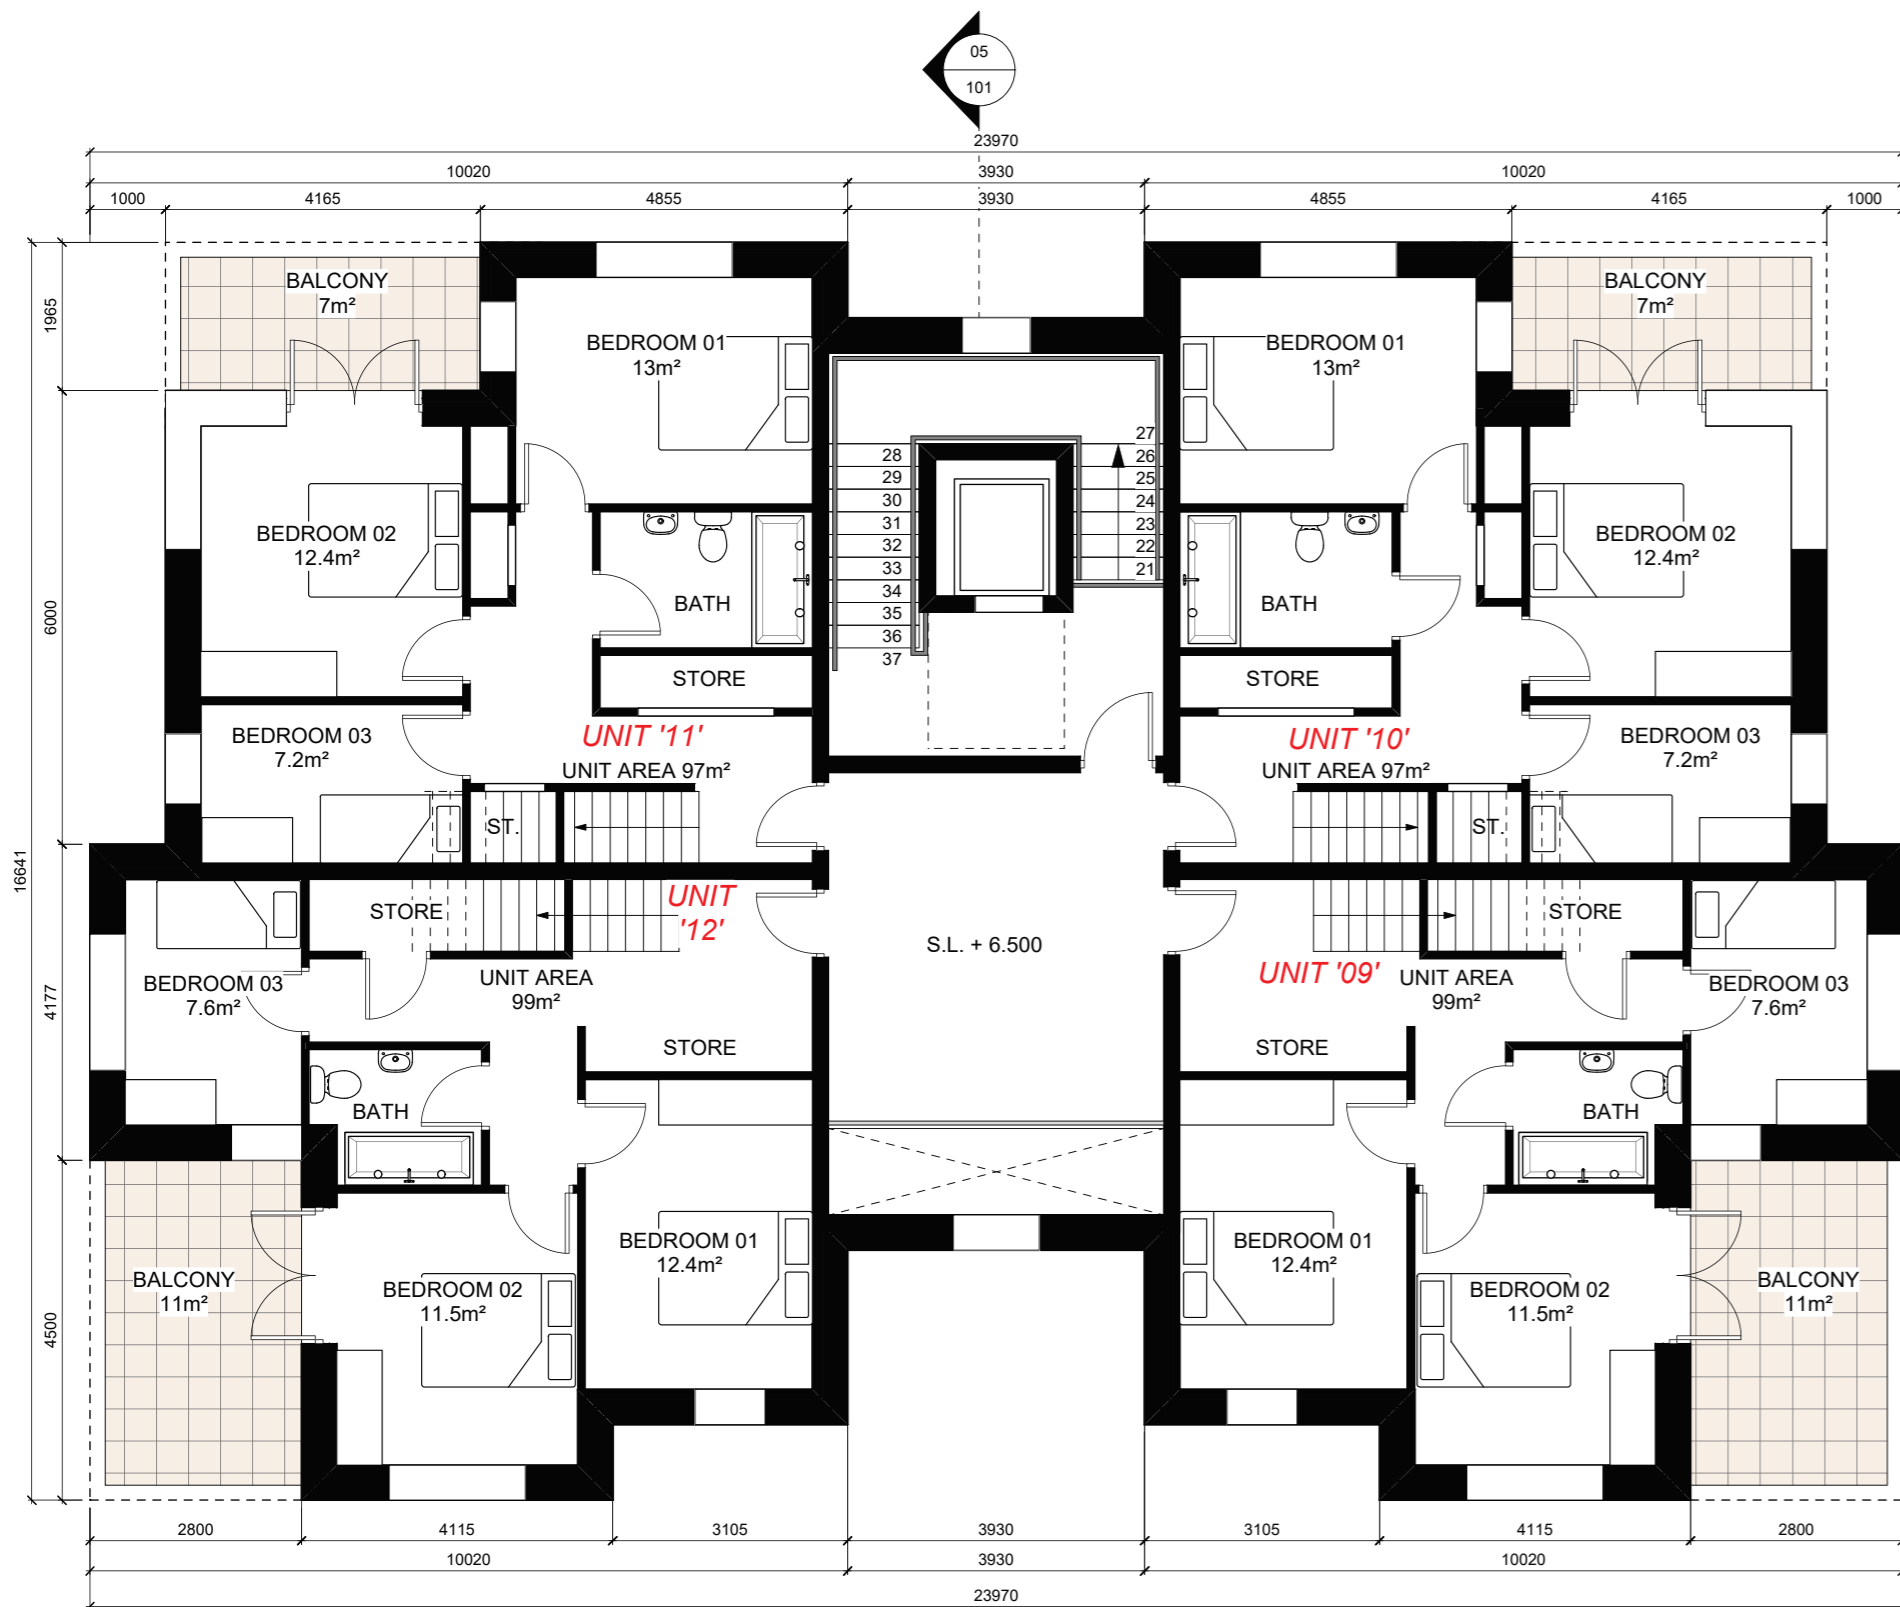 05
101
23970
10020 3930 10020
1000 4165 4855 3930 4855 4165 1000
16641
1965
6000
4177
4500
BALCONY
7m²
BEDROOM 01
13m²
BEDROOM 01
13m²
BALCONY
7m²
28
29
30
31
32
33
34
35
36
37
27
26
25
24
23
22
21
BEDROOM 02
12.4m²
BATH
BATH
BEDROOM 02
12.4m²
STORE
STORE
BEDROOM 03
7.2m²
UNIT '11'
UNIT AREA 97m²
UNIT '10'
UNIT AREA 97m²
BEDROOM 03
7.2m²
ST.
ST.
STORE
UNIT
'12'
S.L. + 6.500
STORE
BEDROOM 03
7.6m²
UNIT AREA
99m²
UNIT '09'
UNIT AREA
99m²
BEDROOM 03
7.6m²
STORE
STORE
BATH
BATH
BALCONY
11m²
BEDROOM 02
11.5m²
BEDROOM 01
12.4m²
BEDROOM 01
12.4m²
BEDROOM 02
11.5m²
BALCONY
11m²
2800 4115 3105 3930 3105 4115 2800
10020 3930 10020
23970